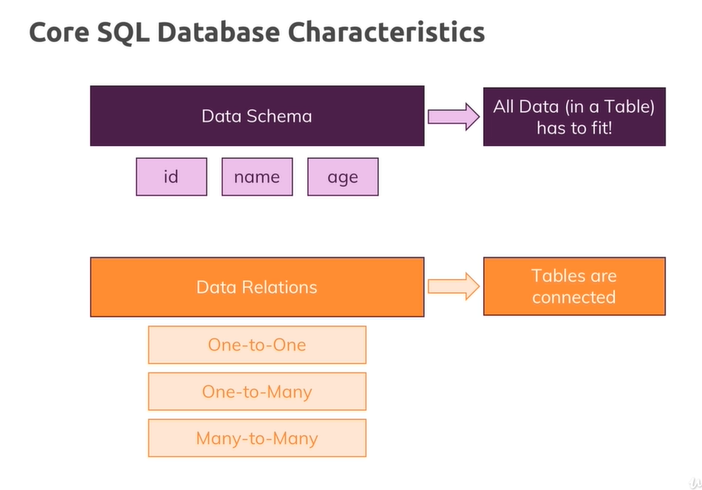 Core SQL Database Characteristics
Data Schema
All Data (in a Table)
has to fit!
id
name
age
Data Relations
Tables are
connected
One-to-One
One-to-Many
Many-to-Many